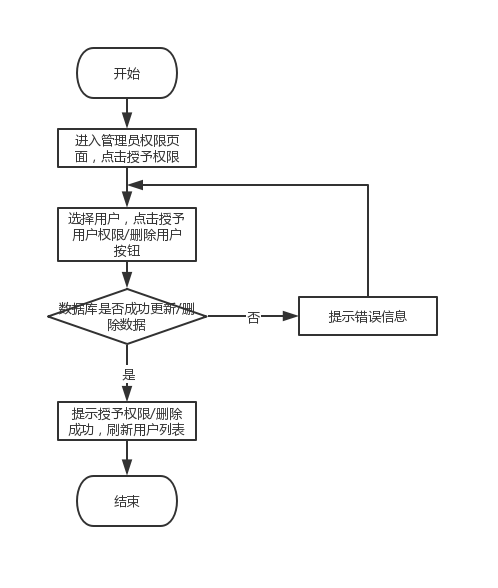 开始
进入管理员权限页
面，点击授予权限
选择用户，点击授予
用户权限/删除用户
按钮
数据库是否成功更新/删
除数据
否
提示错误信息
是
提示授予权限/删除
成功，刷新用户列表
结束